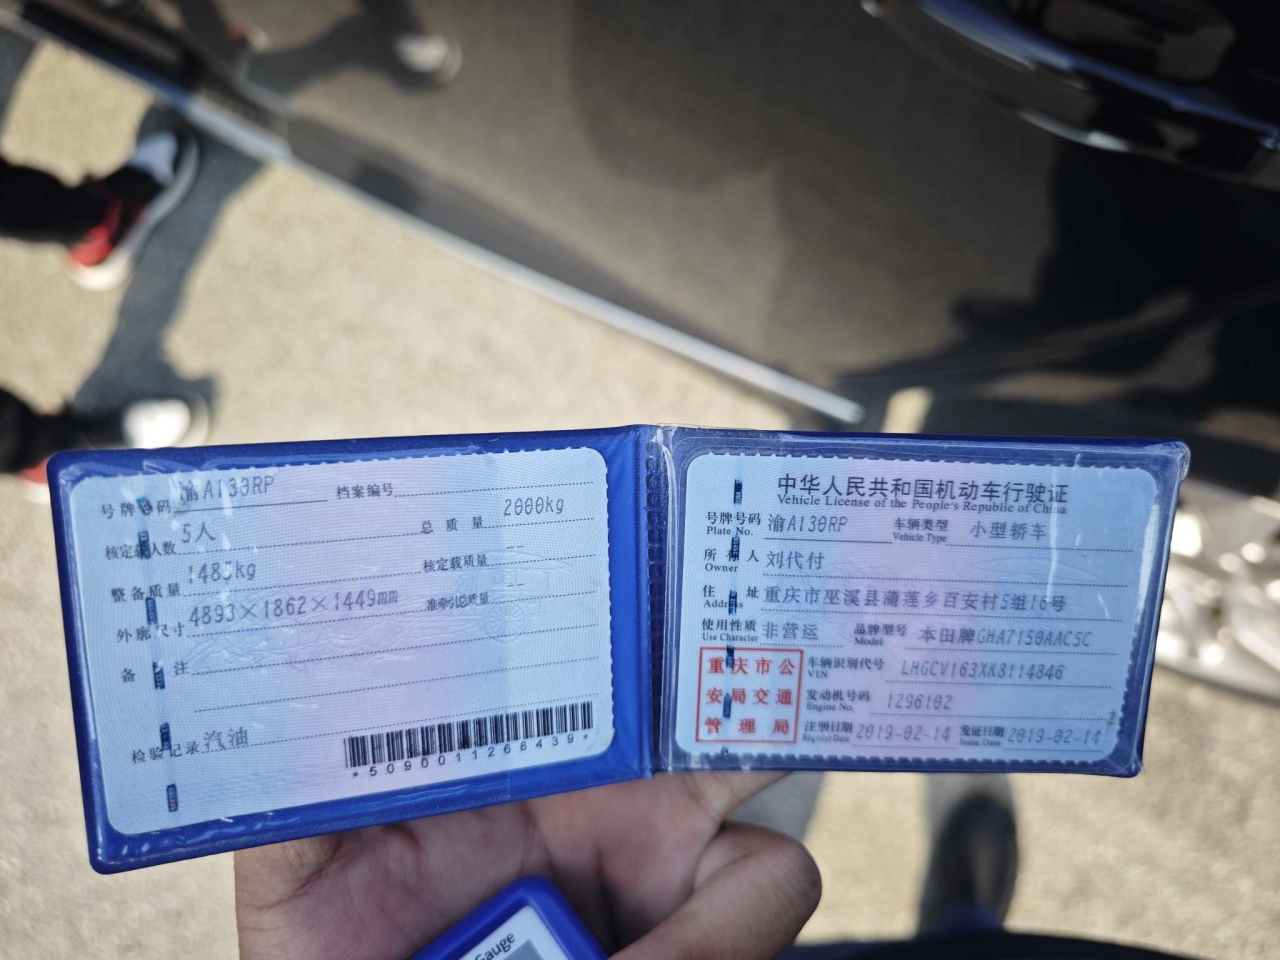 号牌号码 渝A130RP 档案编号
核定载人数 5人 总质量 2000kg
整备质量 1485kg 核定载质量 --
外廓尺寸 4893×1862×1449mm 准牵引总质量 --
备注
检验记录 汽油
*5090011268439*
中华人民共和国机动车行驶证
Vehicle License of the People's Republic of China
号牌号码 渝A130RP 车辆类型 小型轿车
Plate No. Vehicle Type
所有人 刘代付
Owner
住址 重庆市巫溪县蒲莲乡百安村5组16号
Address
使用性质 非营运 品牌型号 本田牌GHA7150AAC5C
Use Character Model
重庆市公
安局交通
管理局
车辆识别代号 LHGCV163XK8114846
VIN
发动机号码 1296102
Engine No.
注册日期 2019-02-14 发证日期 2019-02-14
Register Date Issue Date
Gauge